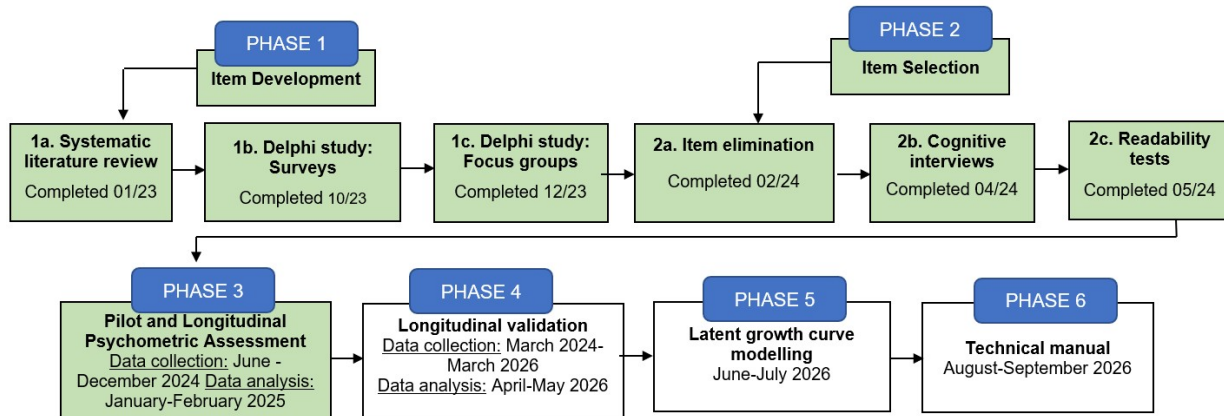 PHASE 1
Item Development
PHASE 2
Item Selection
1a. Systematic
literature review
Completed 01/23
1b. Delphi study:
Surveys
Completed 10/23
1c. Delphi study:
Focus groups
Completed 12/23
2a. Item elimination
Completed 02/24
2b. Cognitive
interviews
Completed 04/24
2c. Readability
tests
Completed 05/24
PHASE 3
Pilot and Longitudinal
Psychometric Assessment
Data collection: June -
December 2024 Data analysis:
January-February 2025
PHASE 4
Longitudinal validation
Data collection: March 2024-
March 2026
Data analysis: April-May 2026
PHASE 5
Latent growth curve
modelling
June-July 2026
PHASE 6
Technical manual
August-September 2026